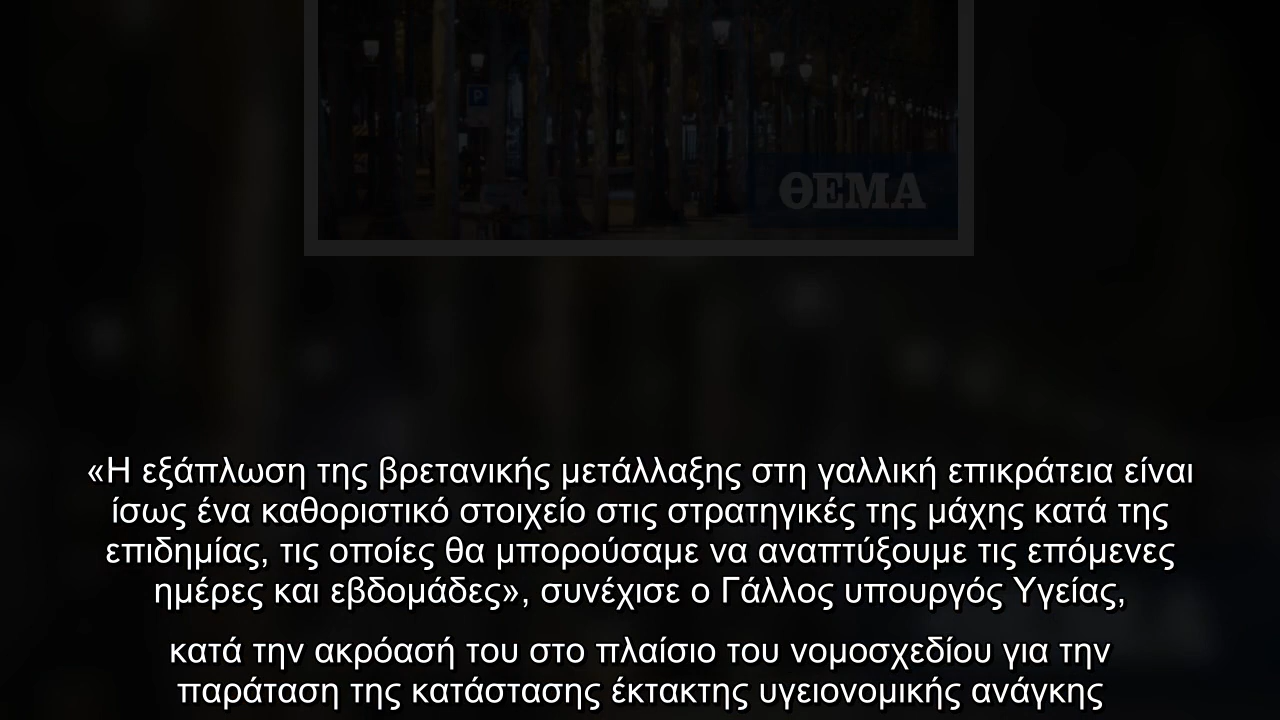 P
ΘΕΜΑ
«Η εξάπλωση της βρετανικής μετάλλαξης στη γαλλική επικράτεια είναι
ίσως ένα καθοριστικό στοιχείο στις στρατηγικές της μάχης κατά της
επιδημίας, τις οποίες θα μπορούσαμε να αναπτύξουμε τις επόμενες
ημέρες και εβδομάδες», συνέχισε ο Γάλλος υπουργός Υγείας,
κατά την ακρόασή του στο πλαίσιο του νομοσχεδίου για την
παράταση της κατάστασης έκτακτης υγειονομικής ανάγκης